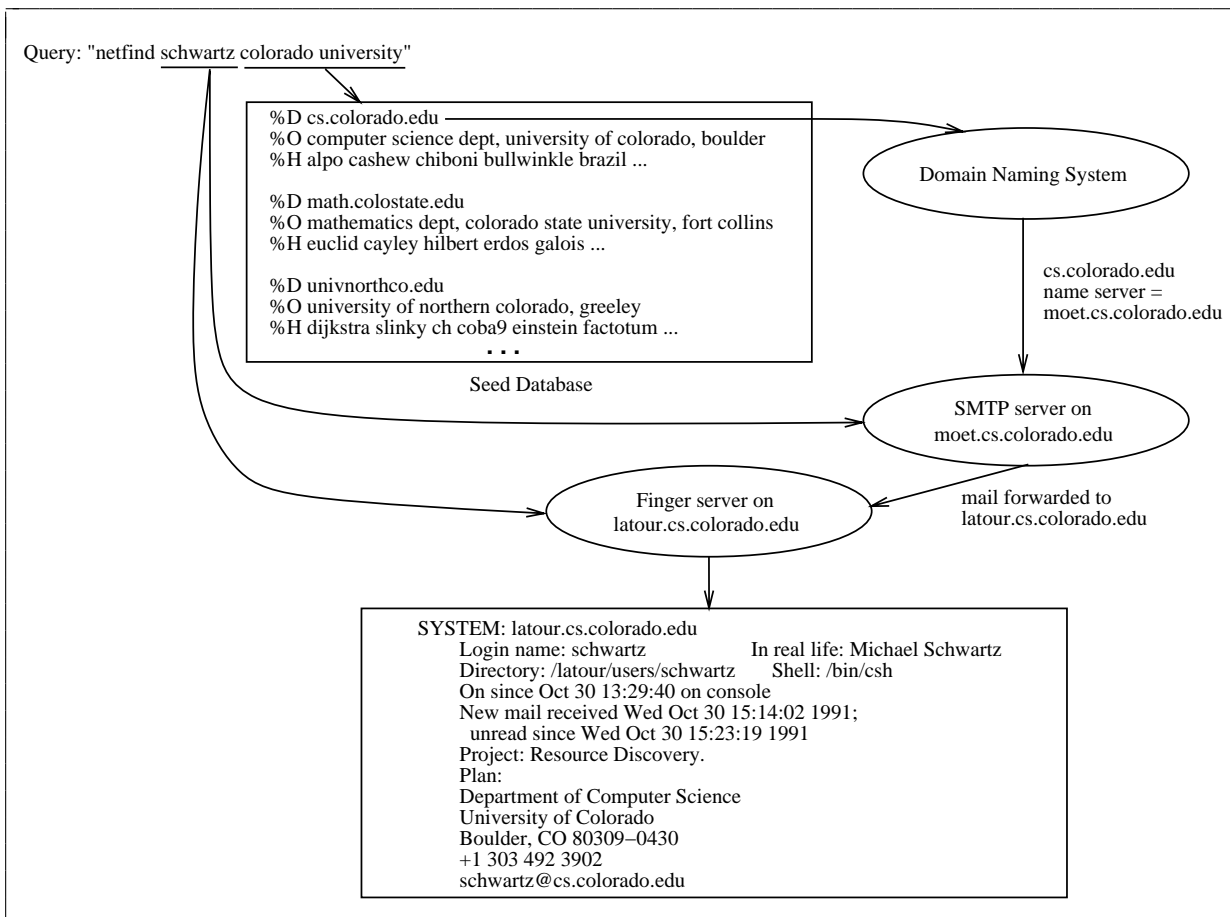 Query: "netfind schwartz colorado university"
%D cs.colorado.edu
%O computer science dept, university of colorado, boulder
%H alpo cashew chiboni bullwinkle brazil ...
%D math.colostate.edu
%O mathematics dept, colorado state university, fort collins
%H euclid cayley hilbert erdos galois ...
%D univnorthco.edu
%O university of northern colorado, greeley
%H dijkstra slinky ch coba9 einstein factotum ...
. . .
Seed Database
Domain Naming System
cs.colorado.edu
name server =
moet.cs.colorado.edu
SMTP server on
moet.cs.colorado.edu
mail forwarded to
latour.cs.colorado.edu
Finger server on
latour.cs.colorado.edu
SYSTEM: latour.cs.colorado.edu
Login name: schwartz In real life: Michael Schwartz
Directory: /latour/users/schwartz Shell: /bin/csh
On since Oct 30 13:29:40 on console
New mail received Wed Oct 30 15:14:02 1991;
unread since Wed Oct 30 15:23:19 1991
Project: Resource Discovery.
Plan:
Department of Computer Science
University of Colorado
Boulder, CO 80309−0430
+1 303 492 3902
schwartz@cs.colorado.edu